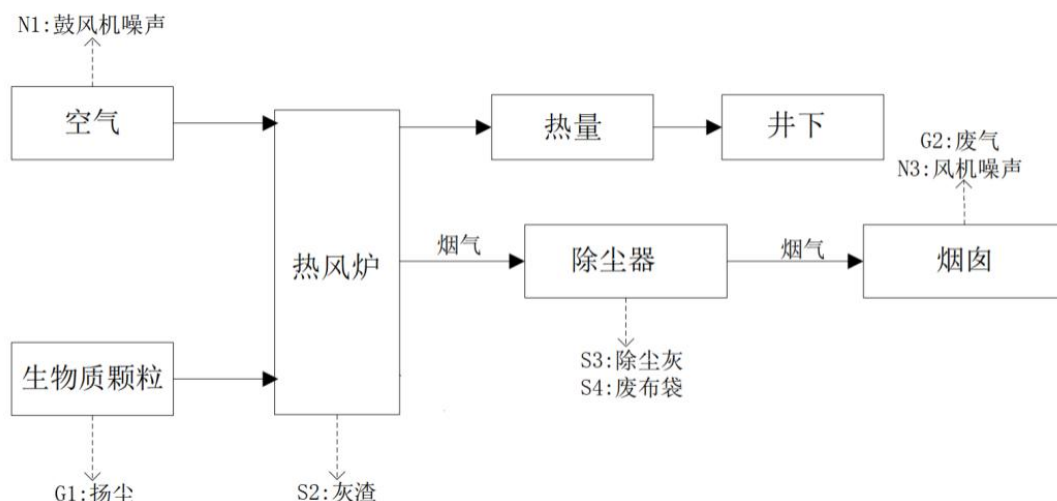 N1:鼓风机噪声
空气
热量
井下
G2:废气
N3:风机噪声
热风炉
烟气
除尘器
烟气
烟囱
生物质颗粒
S3:除尘灰
S4:废布袋
G1:扬尘
S2:灰渣